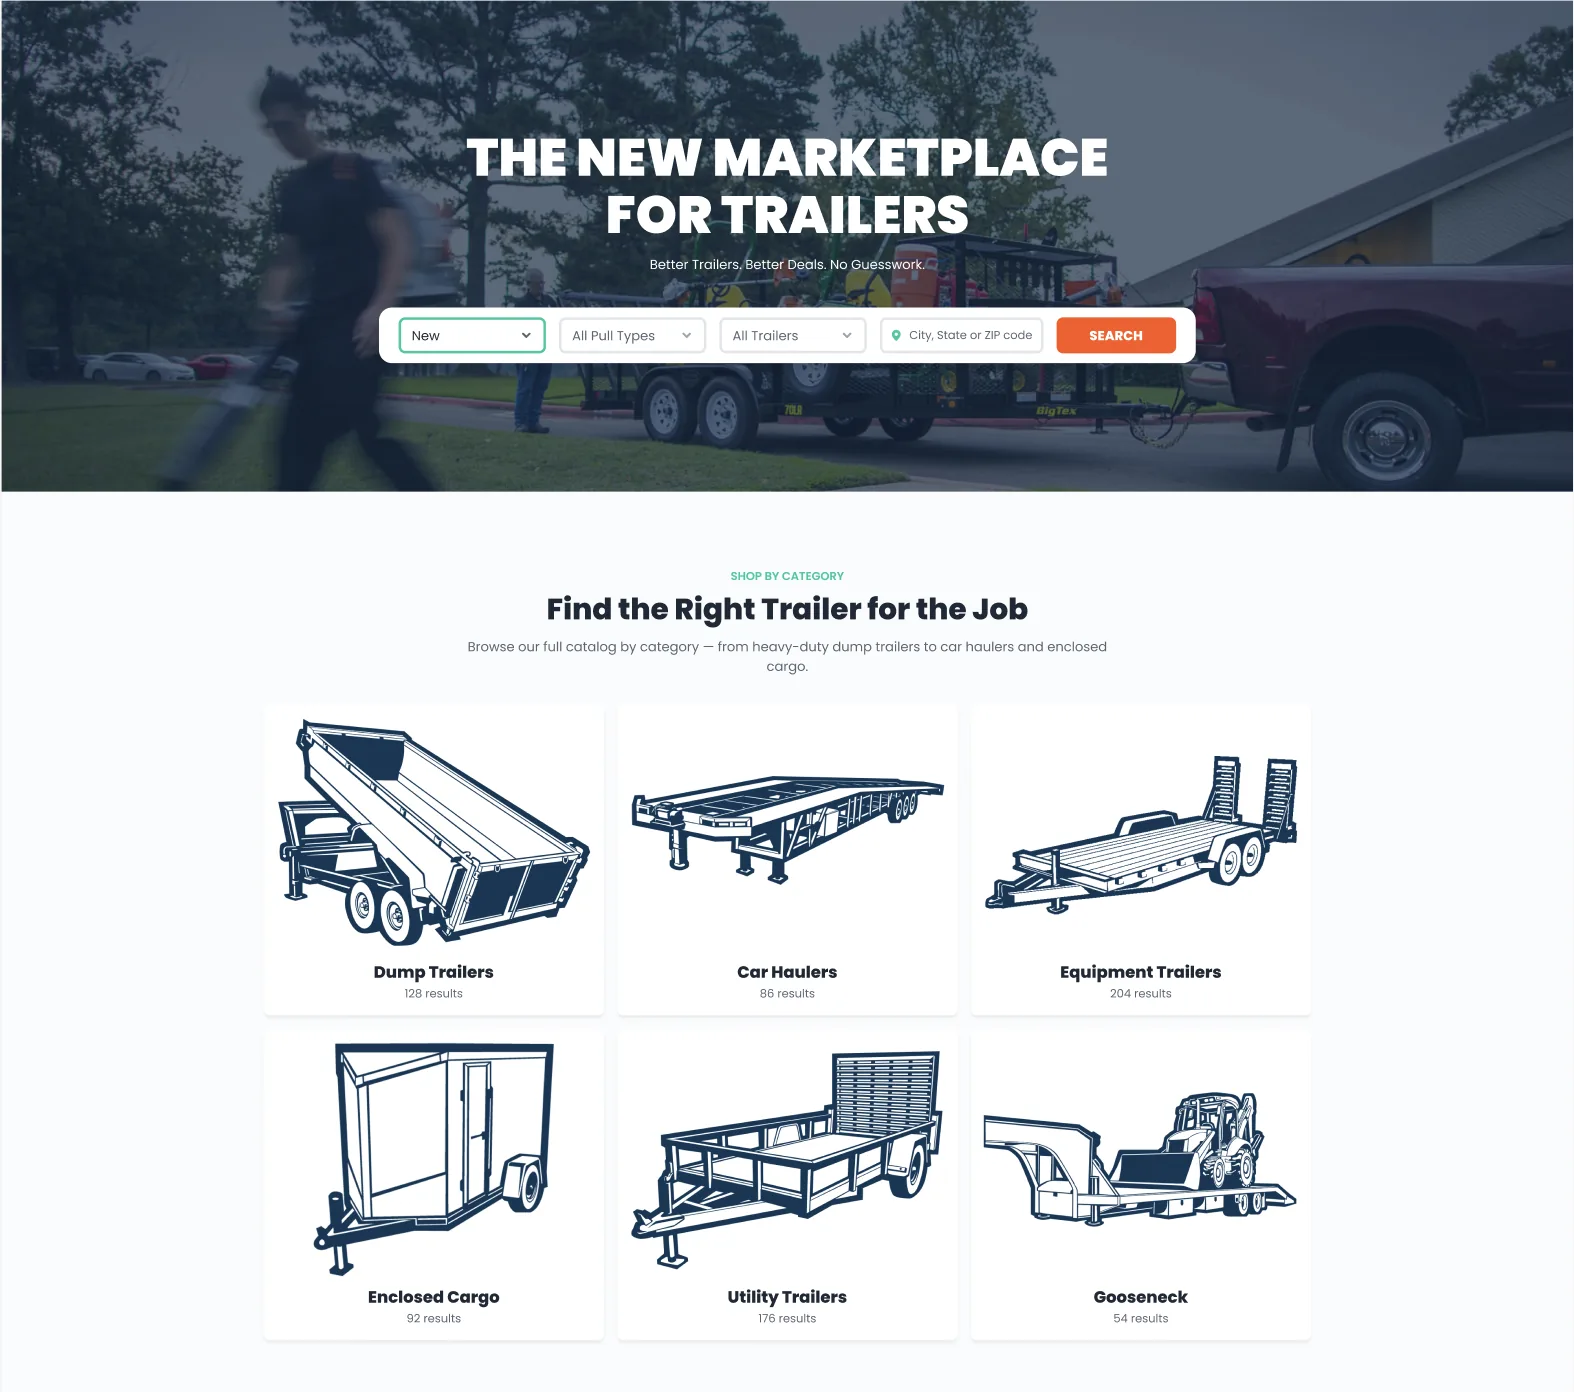 THE NEW MARKETPLACE
FOR TRAILERS
Better Trailers. Better Deals. No Guesswork.
New
All Pull Types
All Trailers
City, State or ZIP code
SEARCH
70LR
BigTex
SHOP BY CATEGORY
Find the Right Trailer for the Job
Browse our full catalog by category — from heavy-duty dump trailers to car haulers and enclosed
cargo.
Dump Trailers
128 results
Car Haulers
86 results
Equipment Trailers
204 results
Enclosed Cargo
92 results
Utility Trailers
176 results
Gooseneck
54 results